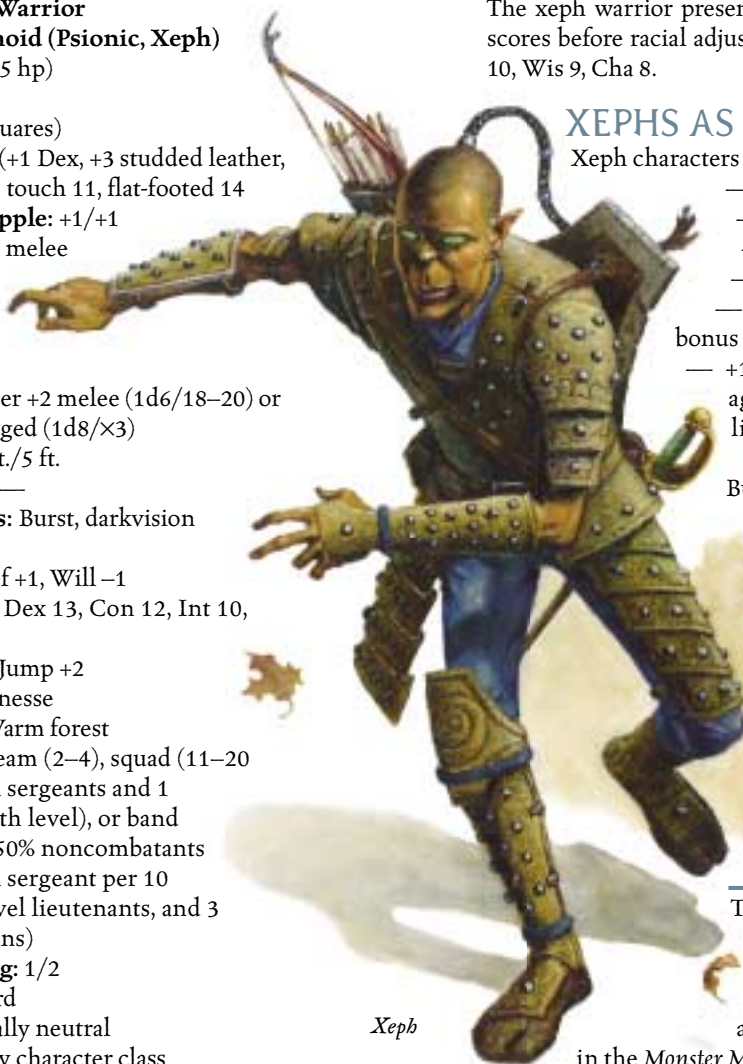 Warrior
noid (Psionic, Xeph)
5 hp)
uares)
(+1 Dex, +3 studded leather,
touch 11, flat-footed 14
pple: +1/+1
melee
er +2 melee (1d6/18–20) or
ged (1d8/×3)
t./5 ft.
—
s: Burst, darkvision
f +1, Will –1
Dex 13, Con 12, Int 10,
Jump +2
nesse
Warm forest
eam (2–4), squad (11–20
sergeants and 1
th level), or band
50% noncombatants
sergeant per 10
vel lieutenants, and 3
ns)
g: 1/2
rd
ally neutral
y character class
The xeph warrior presen
scores before racial adjus
10, Wis 9, Cha 8.
XEPHS AS
Xeph characters
—
—
—
bonus
— +1
ag
li
Bu
T
a
in the Monster M
Xeph